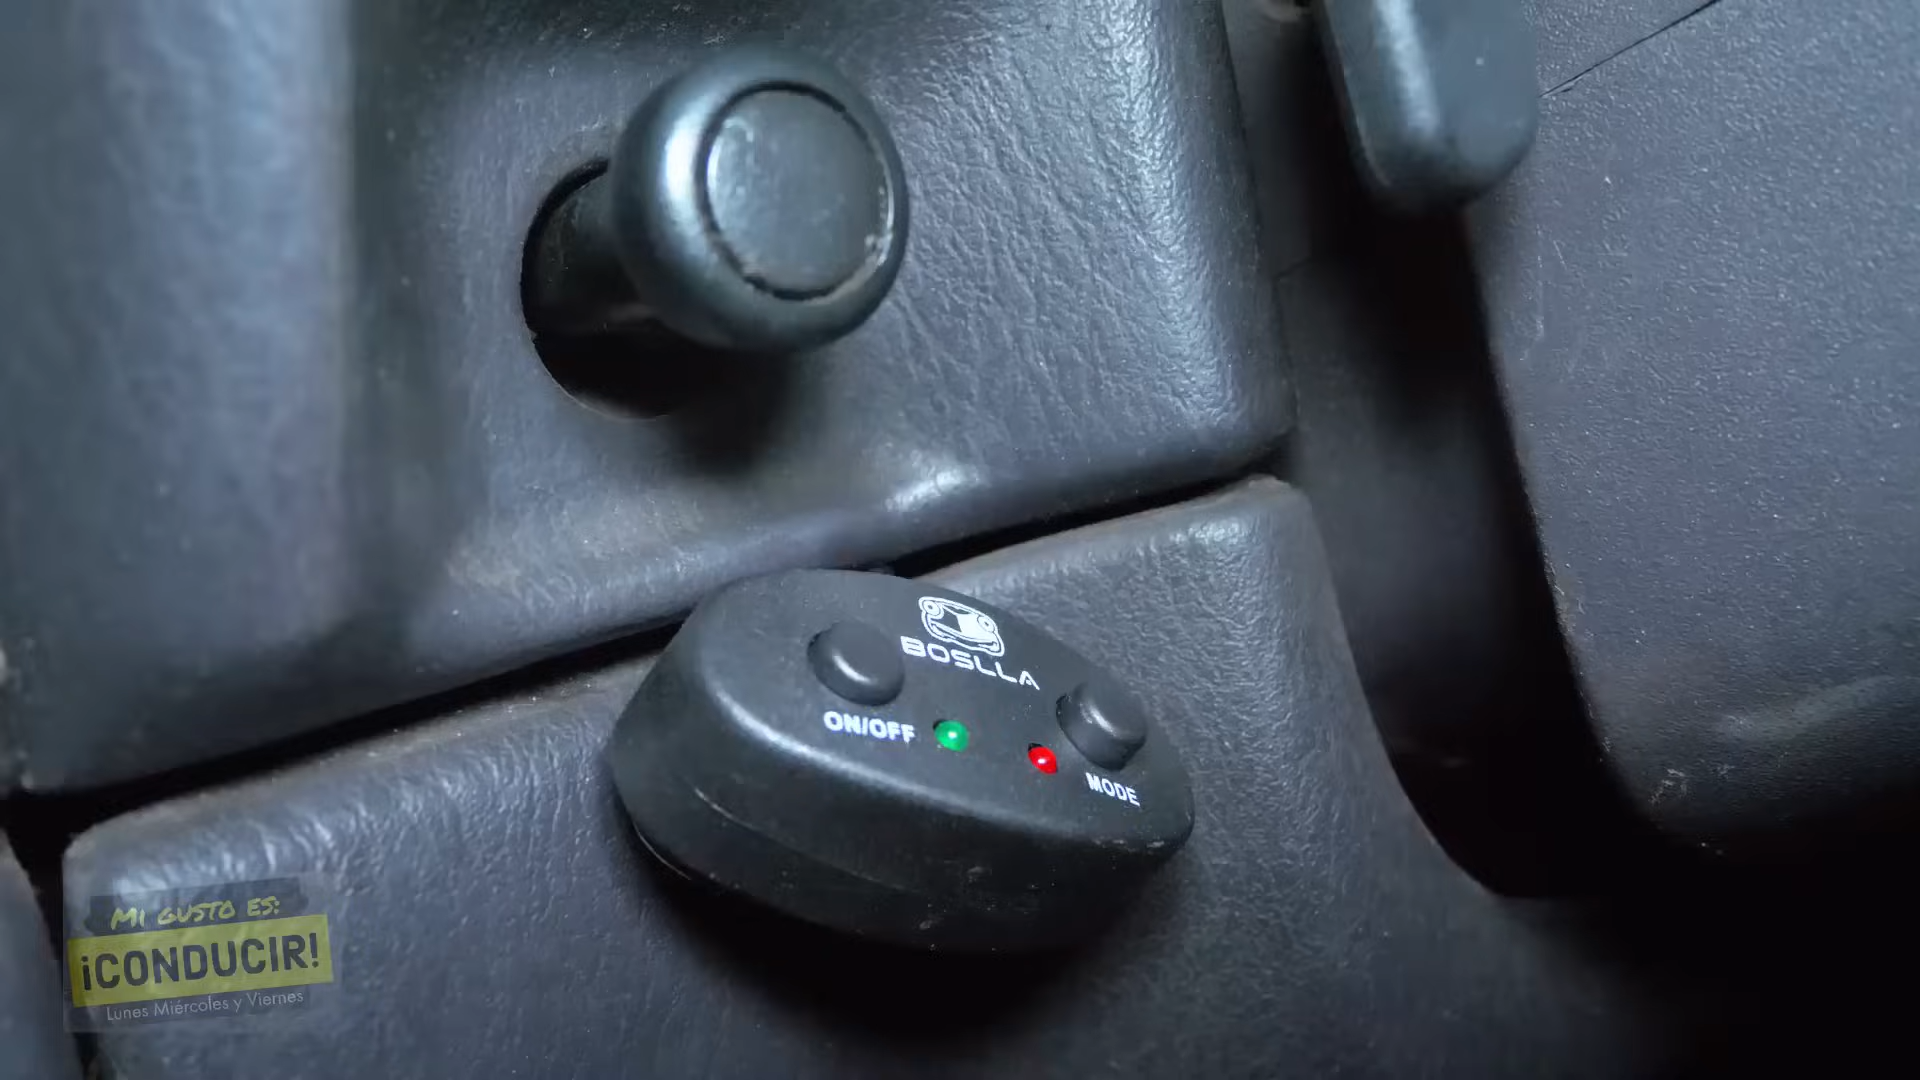 BOSLLA
ON/OFF
MODE
MI GUSTO ES:
¡CONDUCIR!
Lunes Miércoles y Viernes